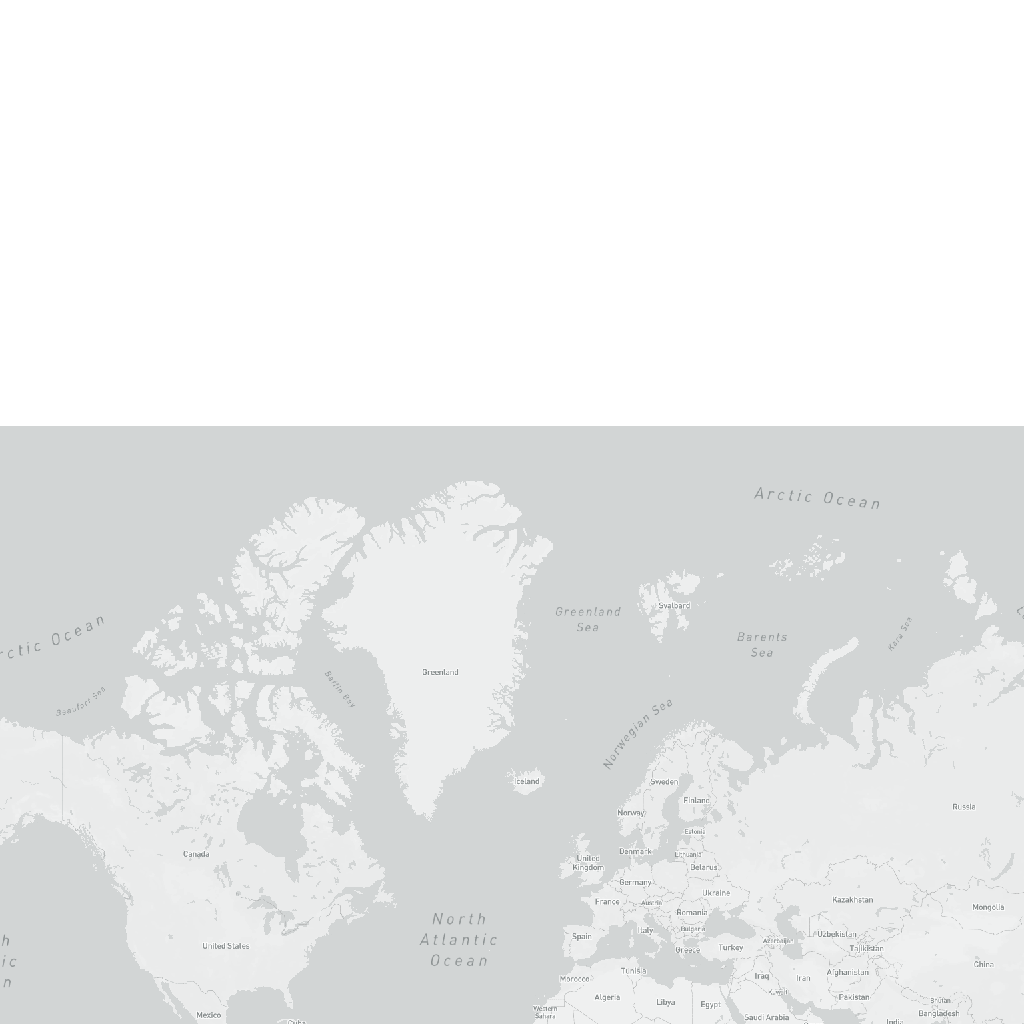 Arctic Ocean
Greenland
Sea
Svalbard
Barents
Sea
Kara Sea
rctic Ocean
Beaufort Sea
Baffin Bay
Greenland
Norwegian Sea
Iceland
Sweden
Finland
Norway
Russia
Estonia
Canada
United
Kingdom
Denmark
Lithuania
Belarus
Germany
Ukraine
Kazakhstan
France
Austria
Romania
Mongolia
North
Atlantic
Ocean
Spain
Italy
Bulgaria
Greece
Turkey
Azerbaijan
Uzbekistan
Tajikistan
United States
h
ic
n
China
Morocco
Tunisia
Algeria
Libya
Egypt
Iraq
Iran
Kuwait
Afghanistan
Pakistan
Bhutan
Bangladesh
India
Western
Sahara
Saudi Arabia
Mexico
Cuba